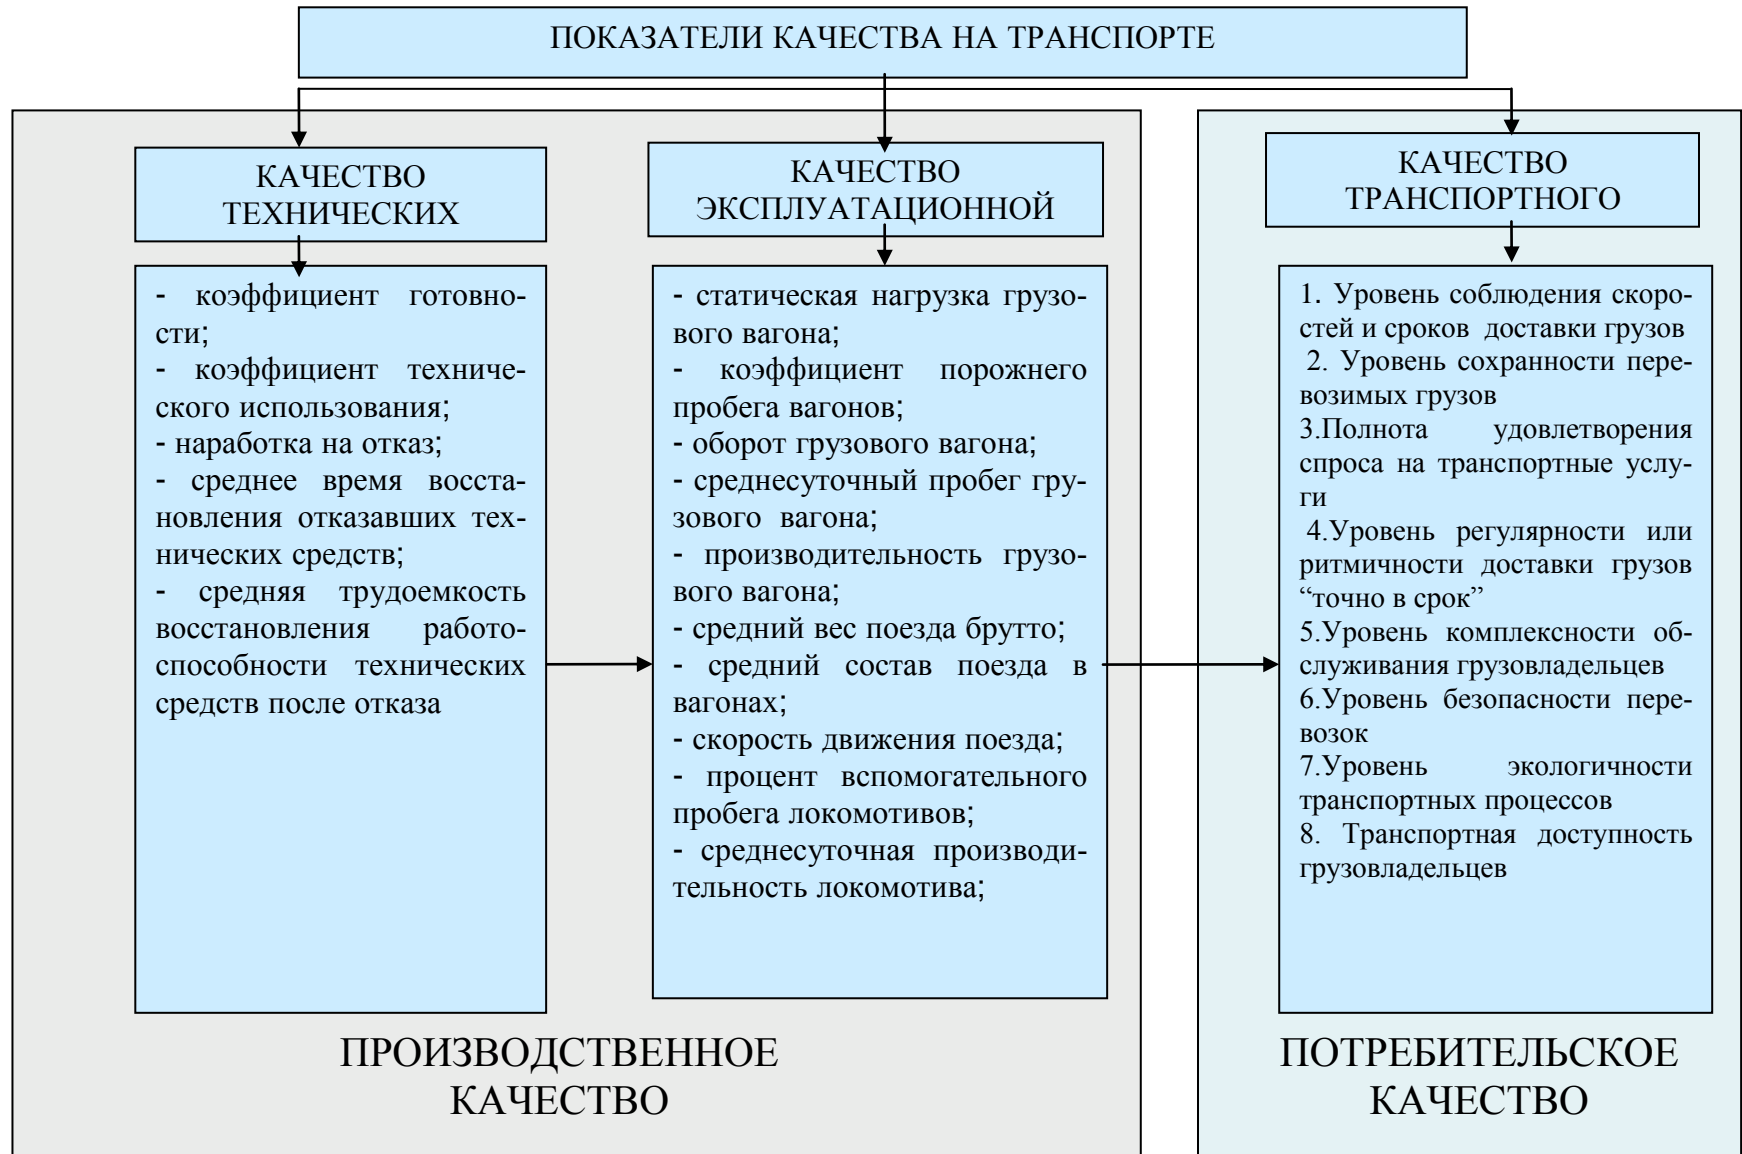 ПОКАЗАТЕЛИ КАЧЕСТВА НА ТРАНСПОРТЕ
КАЧЕСТВО
ТЕХНИЧЕСКИХ
- коэффициент готовно-
сти;
- коэффициент техниче-
ского использования;
- наработка на отказ;
- среднее время восста-
новления отказавших тех-
нических средств;
- средняя трудоемкость
восстановления работо-
способности технических
средств после отказа
КАЧЕСТВО
ЭКСПЛУАТАЦИОННОЙ
- статическая нагрузка грузо-
вого вагона;
- коэффициент порожнего
пробега вагонов;
- оборот грузового вагона;
- среднесуточный пробег гру-
зового вагона;
- производительность грузо-
вого вагона;
- средний вес поезда брутто;
- средний состав поезда в
вагонах;
- скорость движения поезда;
- процент вспомогательного
пробега локомотивов;
- среднесуточная производи-
тельность локомотива;
ПРОИЗВОДСТВЕННОЕ
КАЧЕСТВО
КАЧЕСТВО
ТРАНСПОРТНОГО
1. Уровень соблюдения скоро-
стей и сроков доставки грузов
2. Уровень сохранности пере-
возимых грузов
3.Полнота удовлетворения
спроса на транспортные услу-
ги
4.Уровень регулярности или
ритмичности доставки грузов
“точно в срок”
5.Уровень комплексности об-
служивания грузовладельцев
6.Уровень безопасности пере-
возок
7.Уровень экологичности
транспортных процессов
8. Транспортная доступность
грузовладельцев
ПОТРЕБИТЕЛЬСКОЕ
КАЧЕСТВО